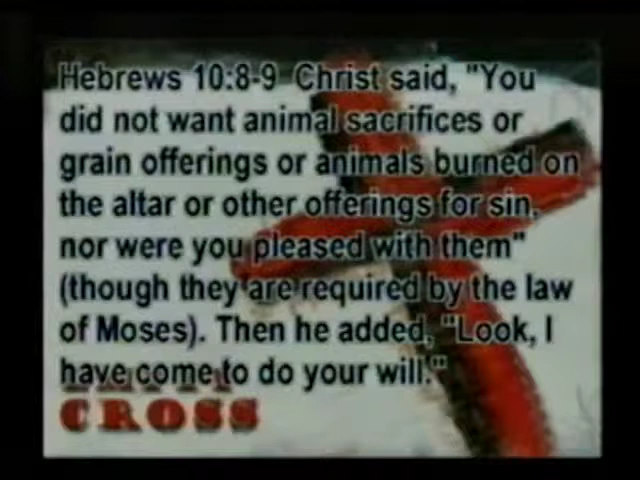 Hebrews 10:8-9 Christ said, "You
did not want animal sacrifices or
grain offerings or animals burned on
the altar or other offerings for sin,
nor were you pleased with them"
(though they are required by the law
of Moses). Then he added, "Look, I
have come to do your will."
CROSS